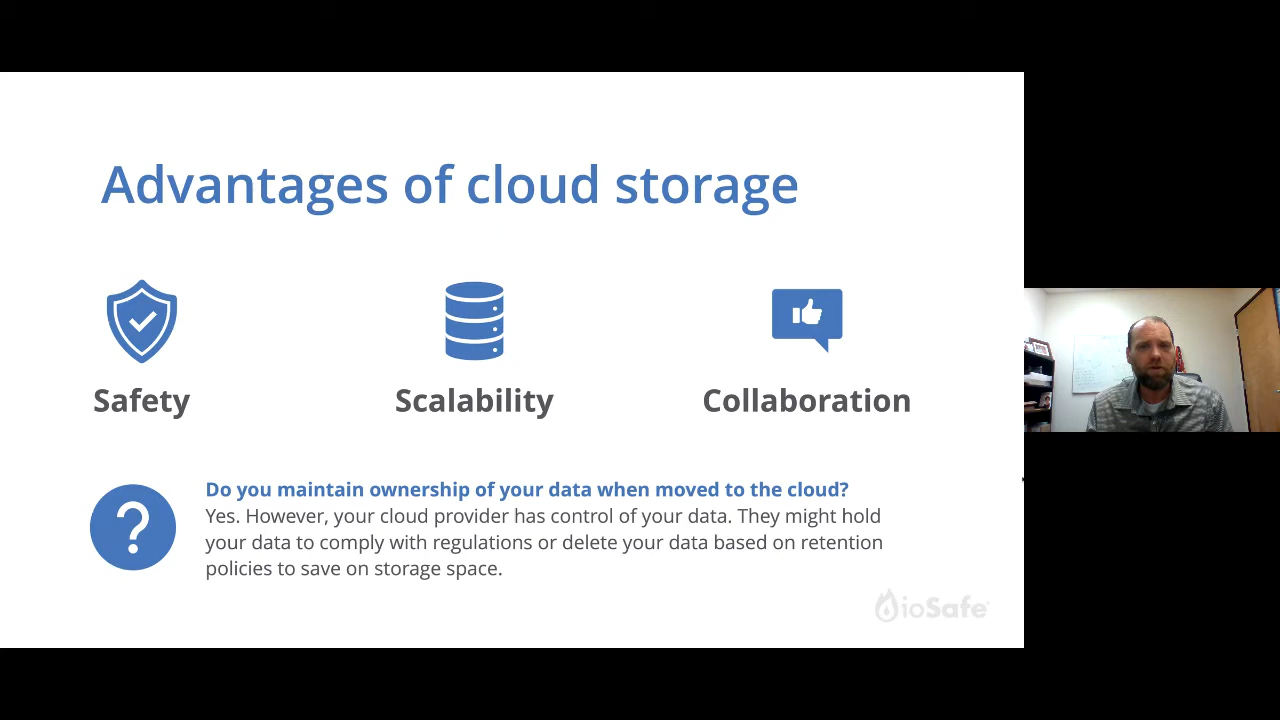 Advantages of cloud storage
Safety
Scalability
Collaboration
Do you maintain ownership of your data when moved to the cloud?
Yes. However, your cloud provider has control of your data. They might hold
your data to comply with regulations or delete your data based on retention
policies to save on storage space.
ioSafe